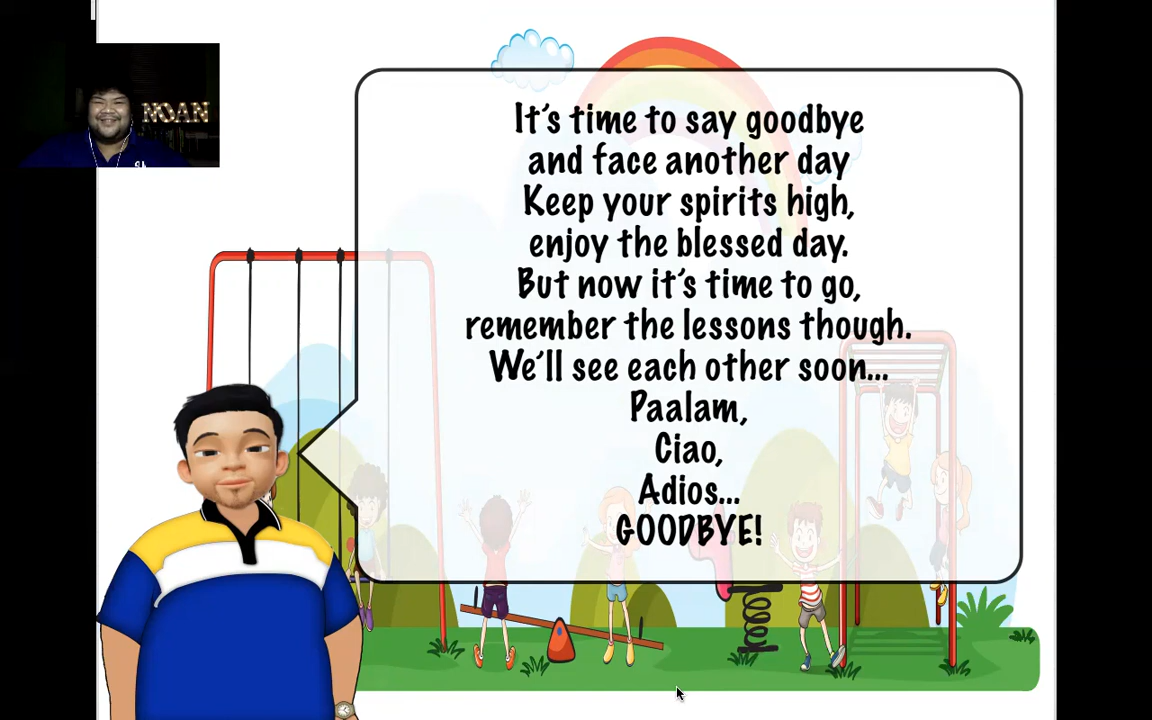 NOAN
It's time to say goodbye
and face another day
Keep your spirits high,
enjoy the blessed day.
But now it's time to go,
remember the lessons though.
We'll see each other soon...
Paalam,
Ciao,
Adios...
GOODBYE!